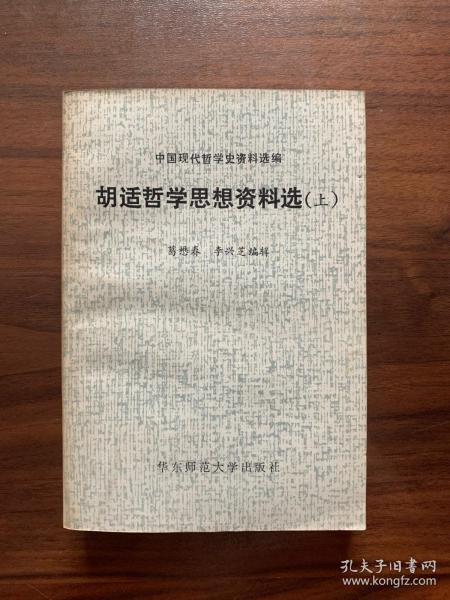 中国现代哲学史资料选编
胡适哲学思想资料选(上)
葛懋春 李兴芝编辑
华东师范大学出版社
孔夫子旧书网
www.kongfz.com